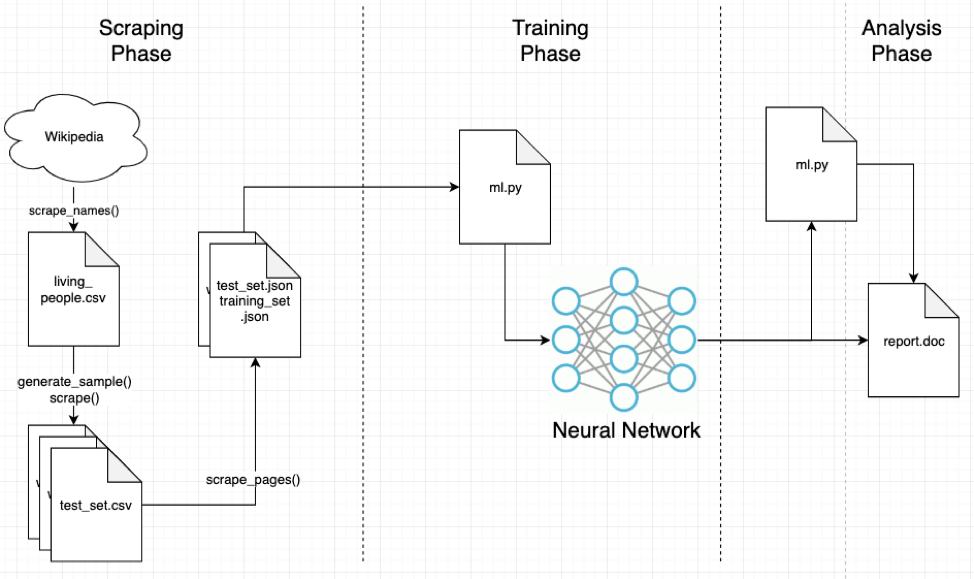 Scraping
Phase
Training
Phase
Analysis
Phase
Wikipedia
scrape_names()
living_
people.csv
generate_sample()
scrape()
test_set.csv
scrape_pages()
test_set.json
training_set
.json
ml.py
Neural Network
ml.py
report.doc